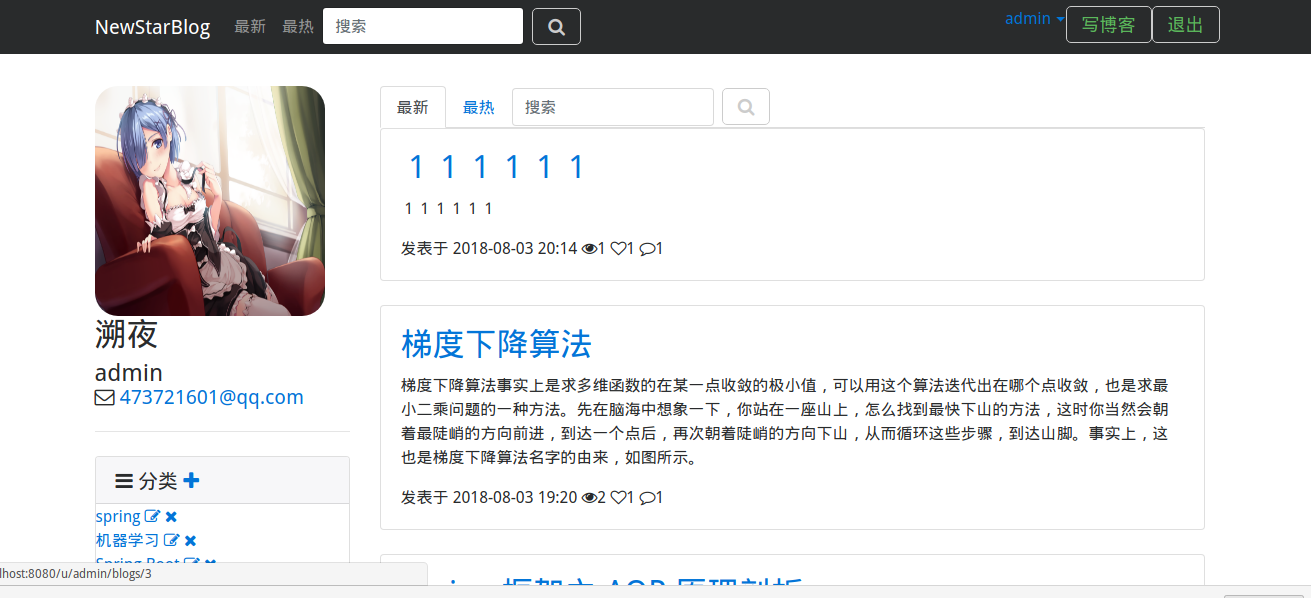 NewStarBlog 最新 最热 搜索 admin 写博客 退出
溯夜
admin
473721601@qq.com
分类
spring
机器学习
Spring Boot
lhost:8080/u/admin/blogs/3
最新 最热 搜索
1 1 1 1 1 1
1 1 1 1 1 1
发表于 2018-08-03 20:14 1 1 1
梯度下降算法
梯度下降算法事实上是求多维函数的在某一点收敛的极小值，可以用这个算法迭代出在哪个点收敛，也是求最
小二乘问题的一种方法。先在脑海中想象一下，你站在一座山上，怎么找到最快下山的方法，这时你当然会朝
着最陡峭的方向前进，到达一个点后，再次朝着陡峭的方向下山，从而循环这些步骤，到达山脚。事实上，这
也是梯度下降算法名字的由来，如图所示。
发表于 2018-08-03 19:20 2 1 1
框架之 AOP 原理剖析